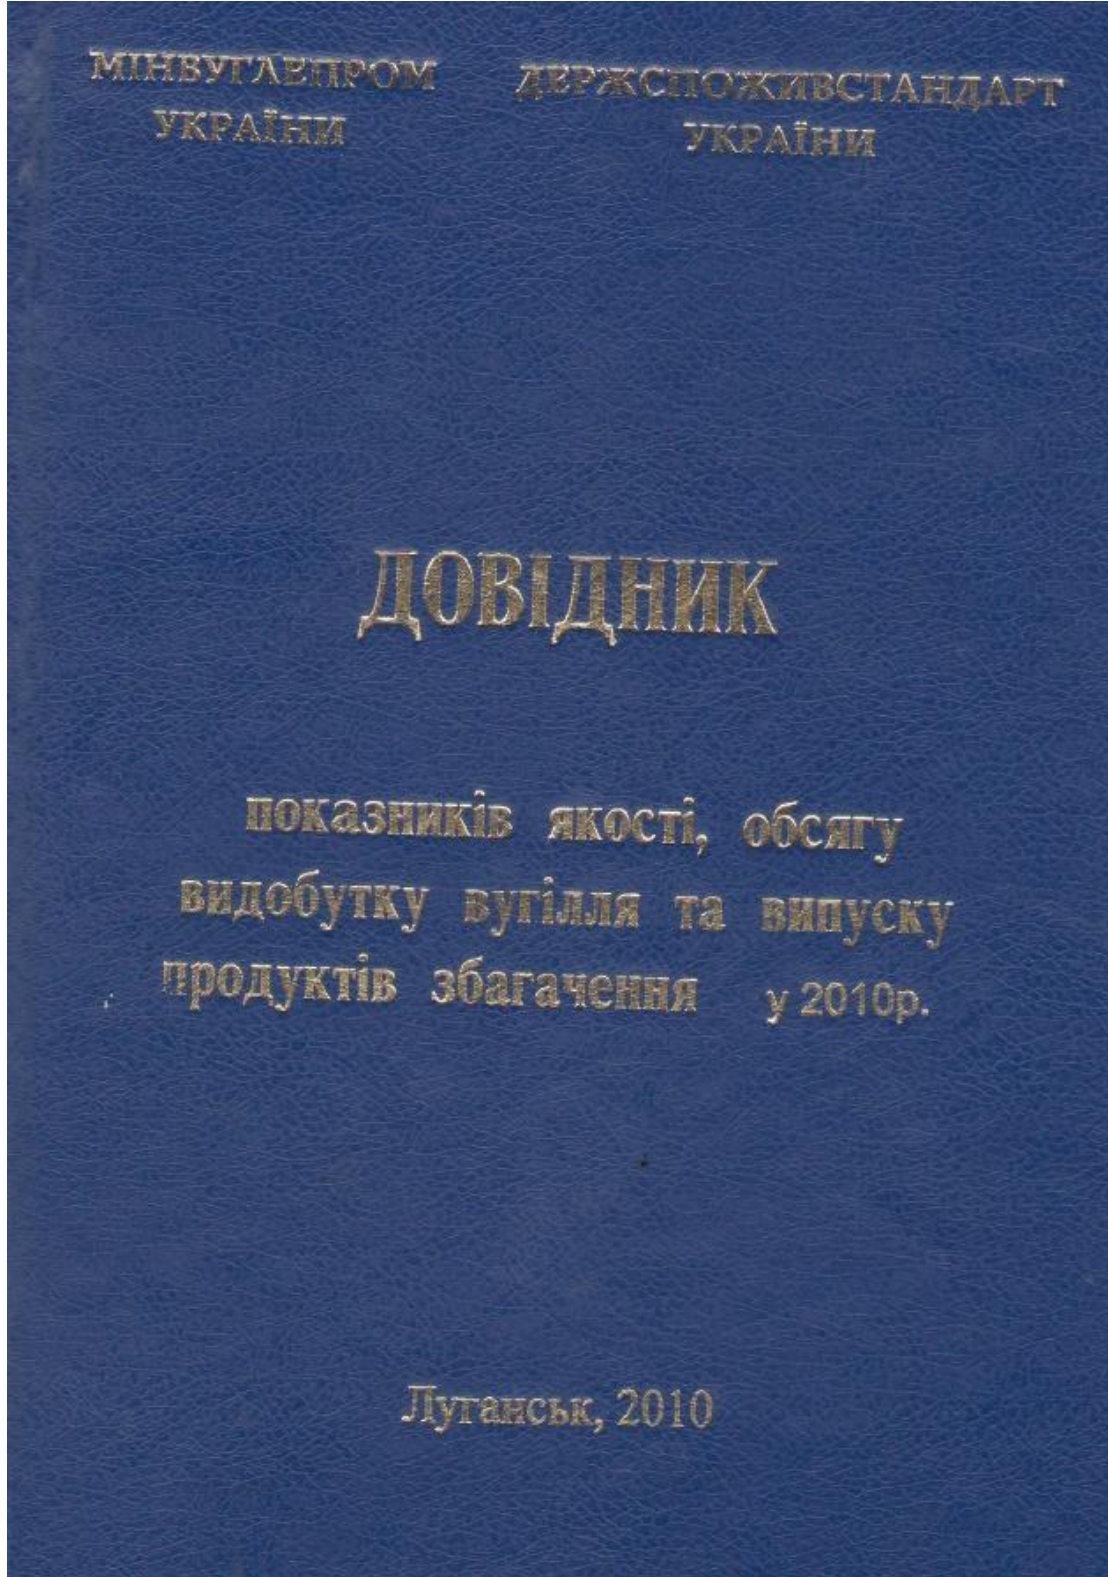 МІНВУГЛЕПРОМ ДЕРЖСПОЖИВСТАНДАРТ
УКРАЇНИ УКРАЇНИ
ДОВІДНИК
показників якості, обсягу
видобутку вугілля та випуску
продуктів збагачення у 2010р.
Луганськ, 2010